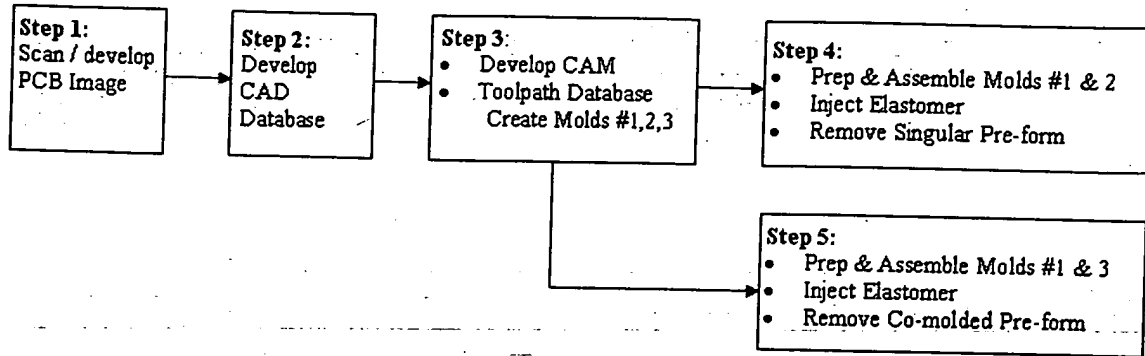 Step 1:
Scan / develop
PCB Image
Step 2:
Develop
CAD
Database
Step 3:
• Develop CAM
• Toolpath Database
Create Molds #1,2,3
Step 4:
• Prep & Assemble Molds #1 & 2
• Inject Elastomer
• Remove Singular Pre-form
Step 5:
• Prep & Assemble Molds #1 & 3
• Inject Elastomer
• Remove Co-molded Pre-form